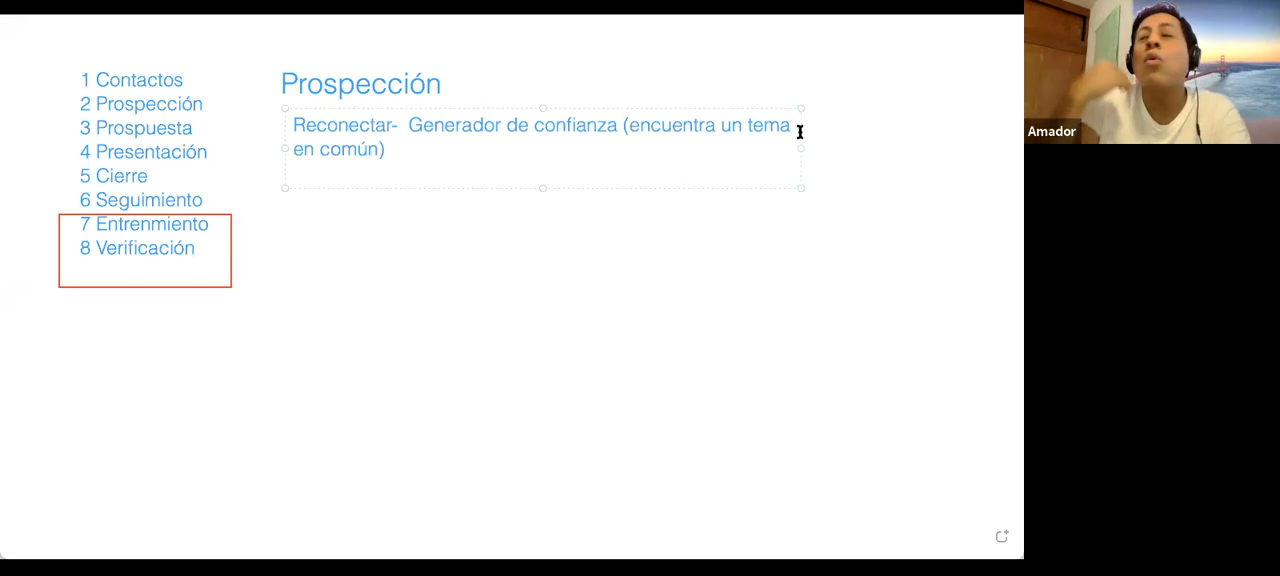 1 Contactos
2 Prospección
3 Prospuesta
4 Presentación
5 Cierre
6 Seguimiento
7 Entrenmiento
8 Verificación
Prospección
Reconectar-  Generador de confianza (encuentra un tema
en común)
Amador